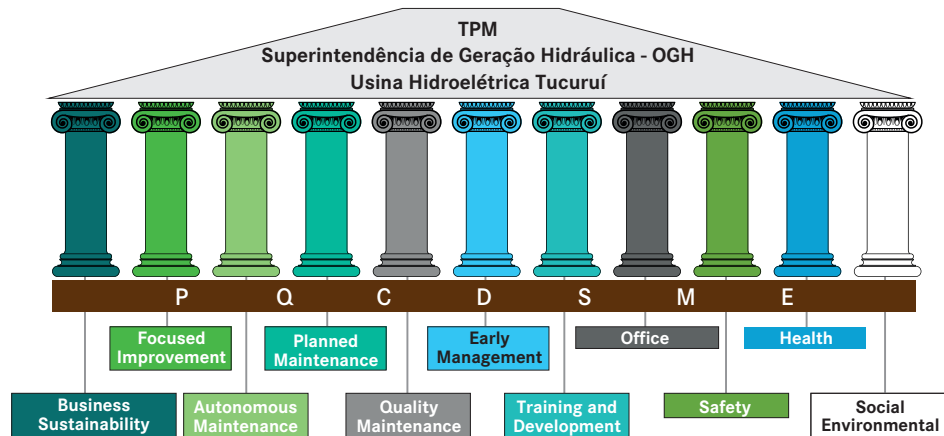 TPM
Superintendência de Geração Hidráulica - OGH
Usina Hidroelétrica Tucuruí
P Q C D S M E
Focused
Improvement
Planned
Maintenance
Early
Management
Office
Health
Business
Sustainability
Autonomous
Maintenance
Quality
Maintenance
Training and
Development
Safety
Social
Environmental